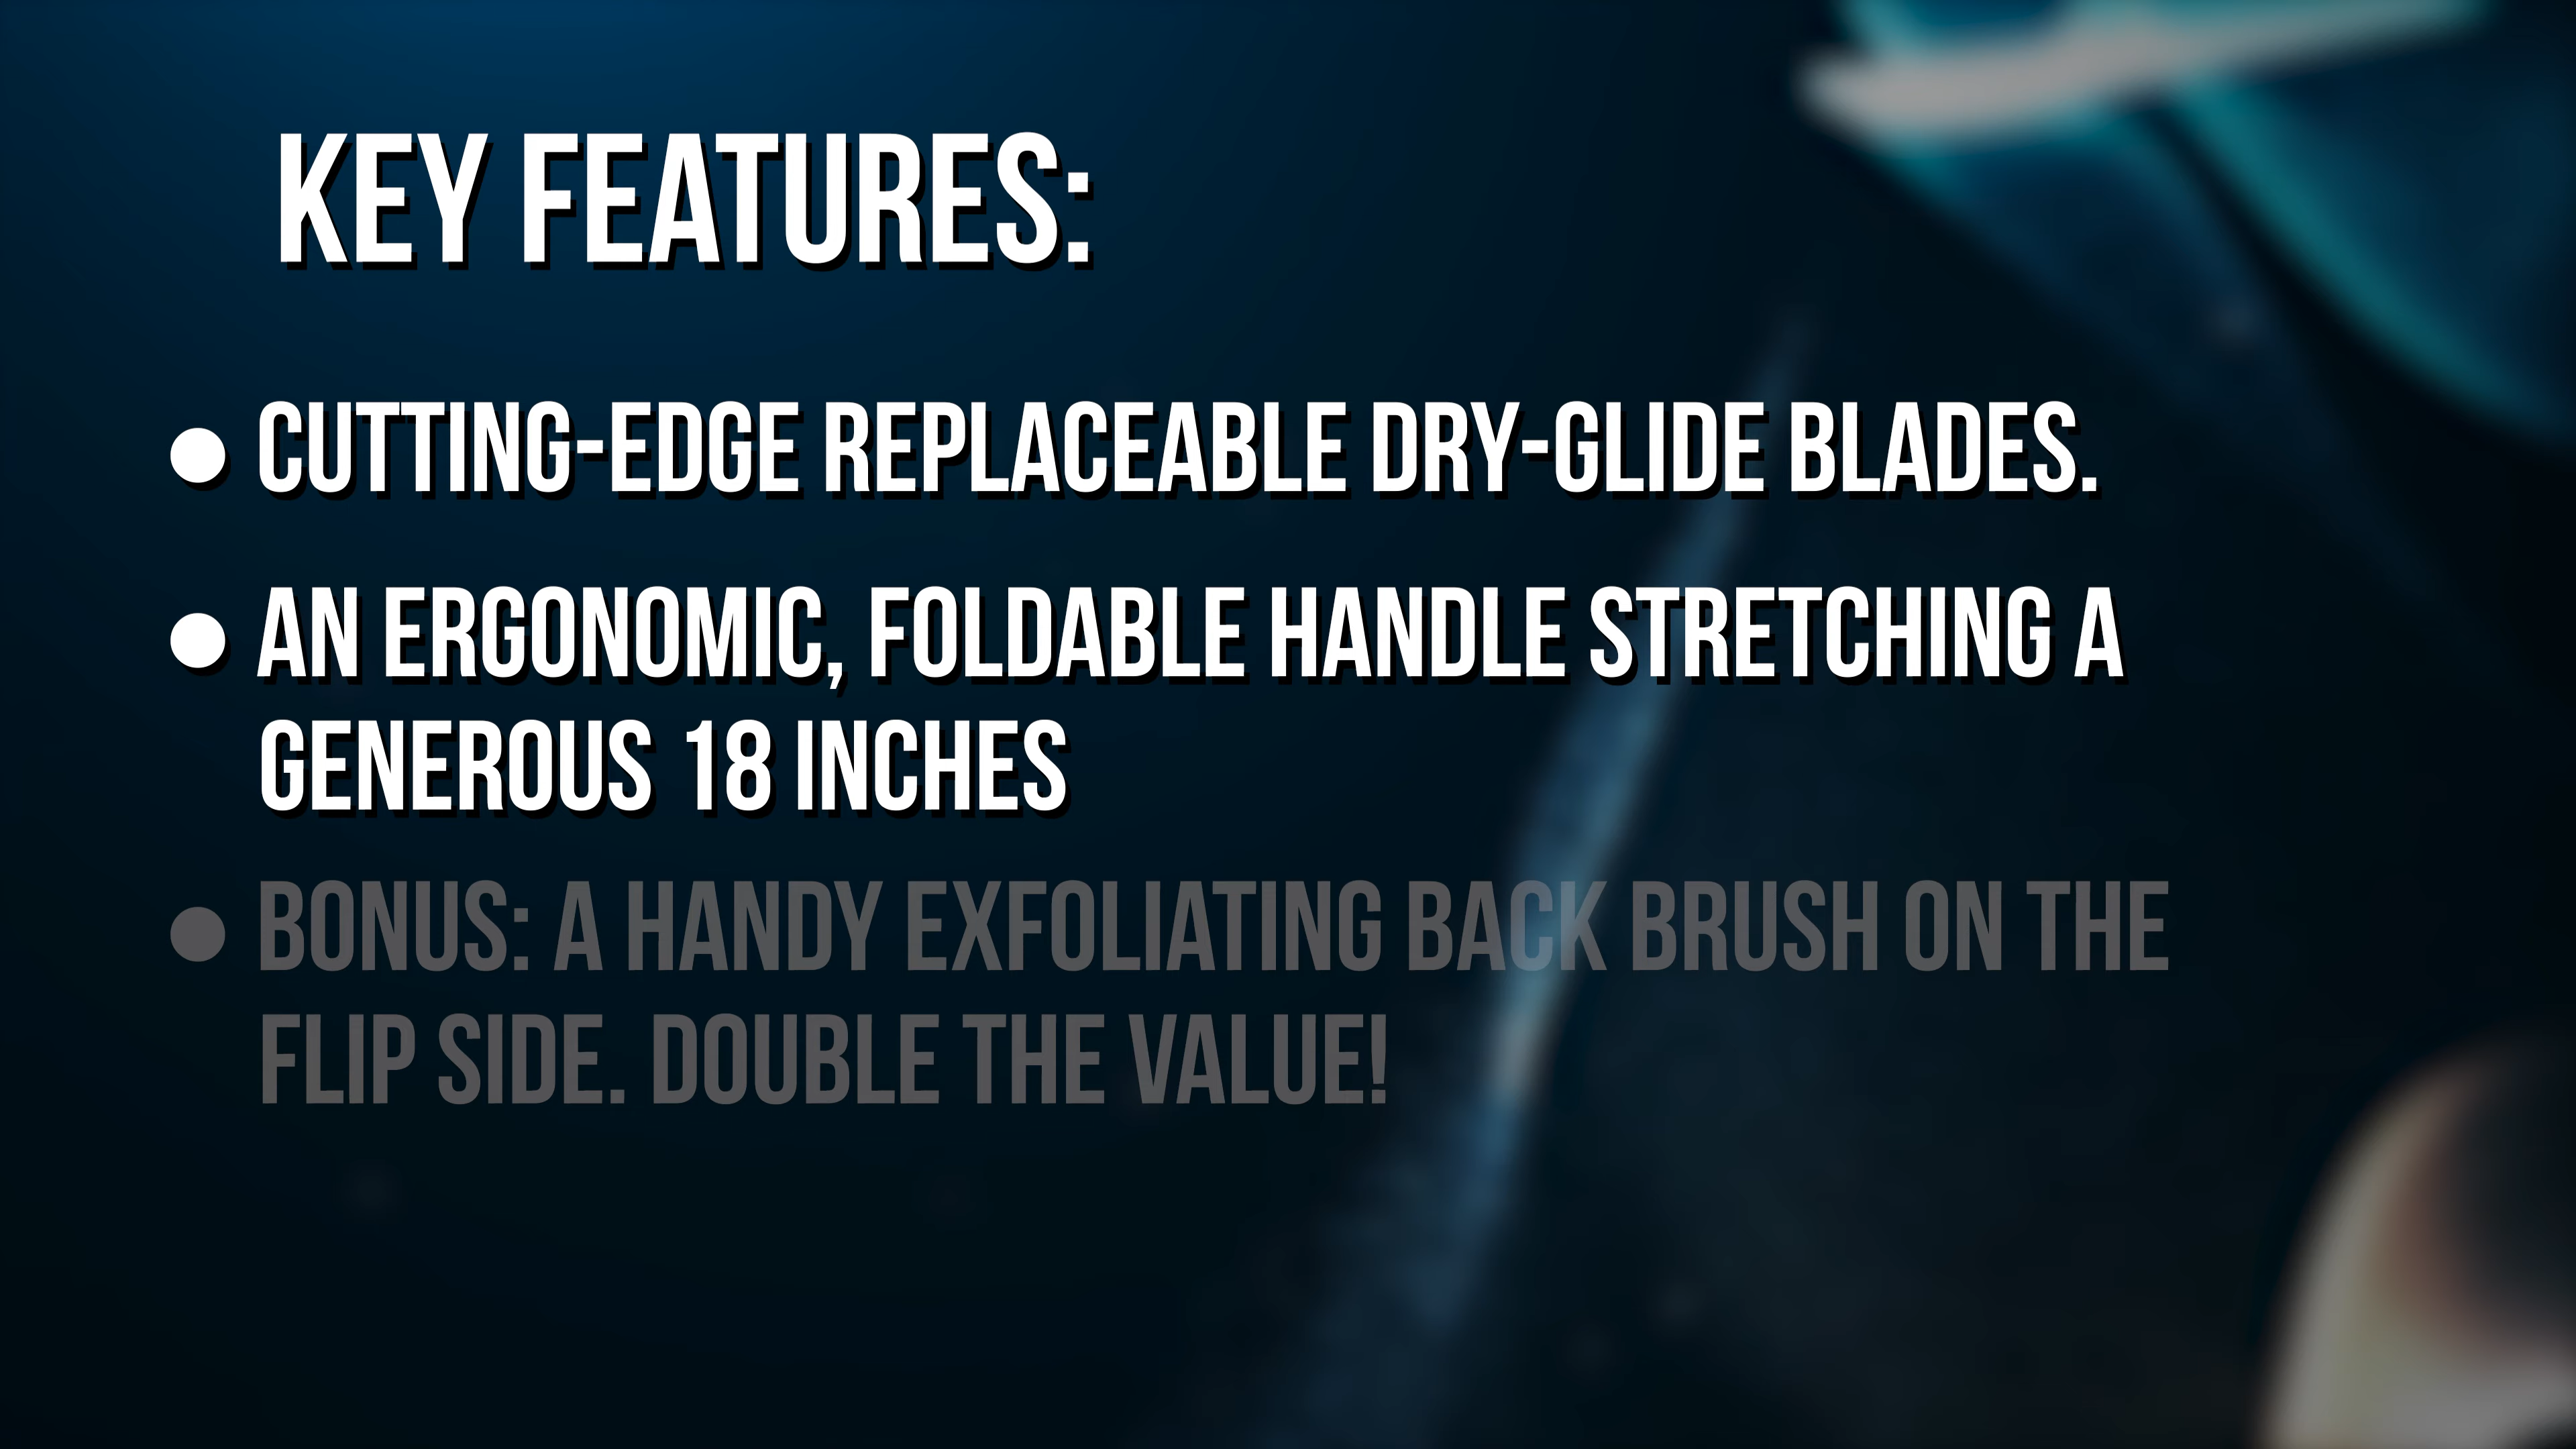 KEY FEATURES:
● CUTTING-EDGE REPLACEABLE DRY-GLIDE BLADES.
● AN ERGONOMIC, FOLDABLE HANDLE STRETCHING A
GENEROUS 18 INCHES
● BONUS: A HANDY EXFOLIATING BACK BRUSH ON THE
FLIP SIDE. DOUBLE THE VALUE!